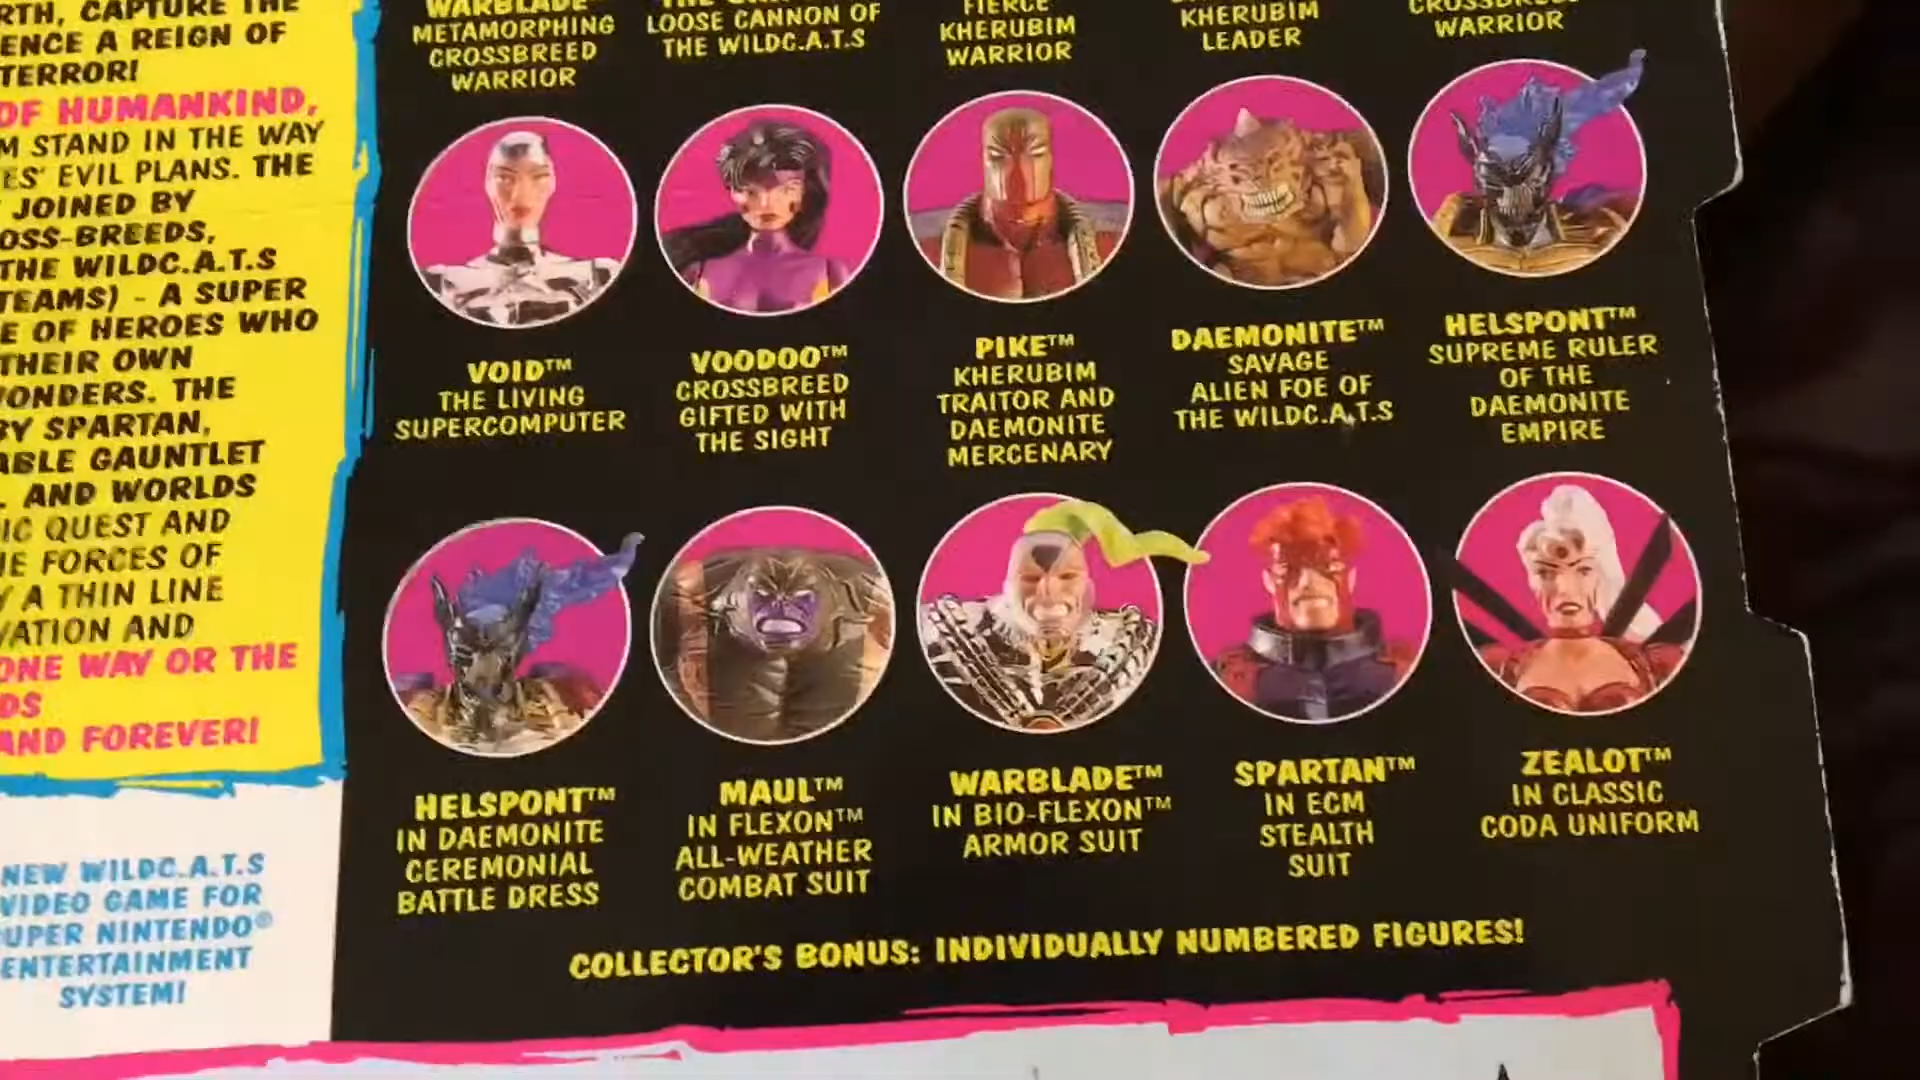 RTH, CAPTURE THE
ENCE A REIGN OF
TERROR!
OF HUMANKIND,
M STAND IN THE WAY
ES' EVIL PLANS. THE
JOINED BY
OSS-BREEDS,
THE WILDC.A.T.S
TEAMS) - A SUPER
E OF HEROES WHO
THEIR OWN
ONDERS. THE
BY SPARTAN,
ABLE GAUNTLET
. AND WORLDS
IC QUEST AND
HE FORCES OF
Y A THIN LINE
VATION AND
ONE WAY OR THE
DS
AND FOREVER!
NEW WILDC.A.T.S
VIDEO GAME FOR
UPER NINTENDO®
ENTERTAINMENT
SYSTEM!
WARBLADE™
METAMORPHING
CROSSBREED
WARRIOR
LOOSE CANNON OF
THE WILDC.A.T.S
FIERCE
KHERUBIM
WARRIOR
KHERUBIM
LEADER
CROSSBREED
WARRIOR
VOID™
THE LIVING
SUPERCOMPUTER
VOODOO™
CROSSBREED
GIFTED WITH
THE SIGHT
PIKE™
KHERUBIM
TRAITOR AND
DAEMONITE
MERCENARY
DAEMONITE™
SAVAGE
ALIEN FOE OF
THE WILDC.A.T.S
HELSPONT™
SUPREME RULER
OF THE
DAEMONITE
EMPIRE
HELSPONT™
IN DAEMONITE
CEREMONIAL
BATTLE DRESS
MAUL™
IN FLEXON™
ALL-WEATHER
COMBAT SUIT
WARBLADE™
IN BIO-FLEXON™
ARMOR SUIT
SPARTAN™
IN ECM
STEALTH
SUIT
ZEALOT™
IN CLASSIC
CODA UNIFORM
COLLECTOR'S BONUS: INDIVIDUALLY NUMBERED FIGURES!